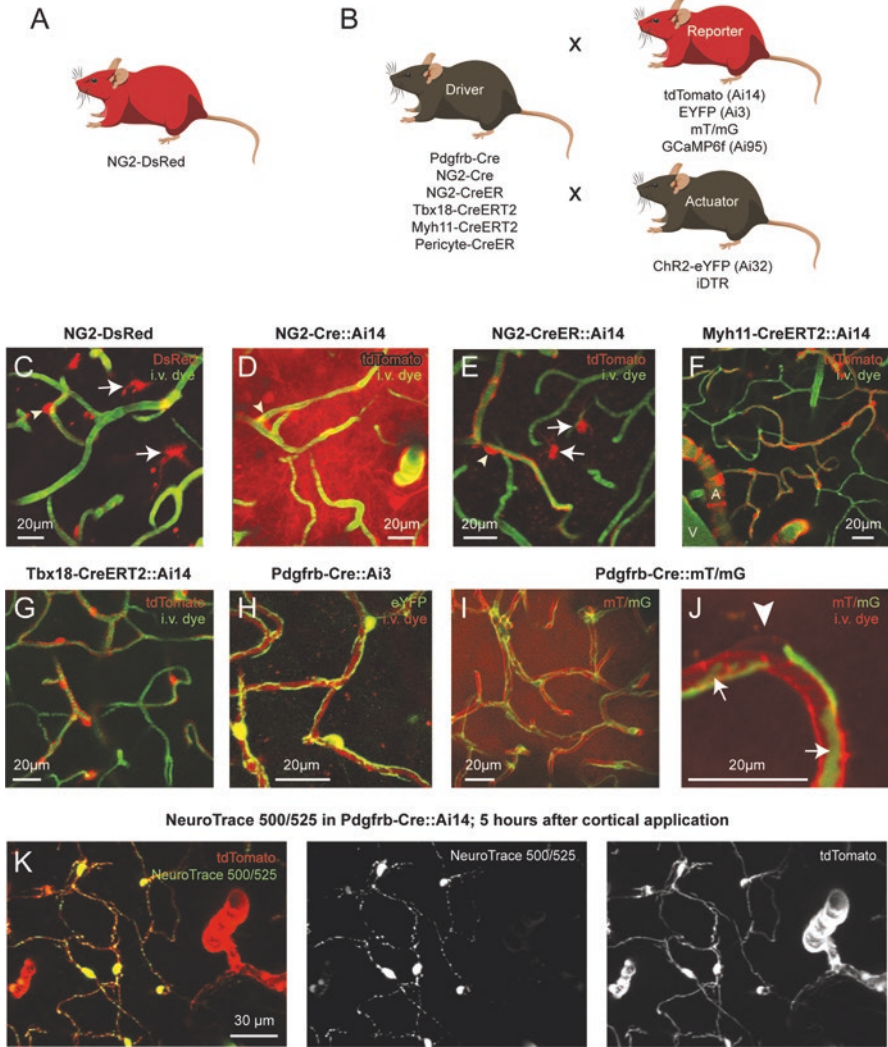 A
B
x
Reporter
Driver
tdTomato (Ai14)
EYFP (Ai3)
mT/mG
GCaMP6f (Ai95)
NG2-DsRed
Pdgfrb-Cre
NG2-Cre
NG2-CreER
Tbx18-CreERT2
Myh11-CreERT2
Pericyte-CreER
x
Actuator
ChR2-eYFP (Ai32)
iDTR
NG2-DsRed
NG2-Cre::Ai14
NG2-CreER::Ai14
Myh11-CreERT2::Ai14
C
DsRed
i.v. dye
20µm
D
tdTomato
i.v. dye
20µm
E
tdTomato
i.v. dye
20µm
F
tdTomato
i.v. dye
A
V
20µm
Tbx18-CreERT2::Ai14
Pdgfrb-Cre::Ai3
Pdgfrb-Cre::mT/mG
G
tdTomato
i.v. dye
20µm
H
eYFP
i.v. dye
20µm
I
mT/mG
20µm
J
mT/mG
i.v. dye
20µm
NeuroTrace 500/525 in Pdgfrb-Cre::Ai14; 5 hours after cortical application
K
tdTomato
NeuroTrace 500/525
30 µm
NeuroTrace 500/525
tdTomato